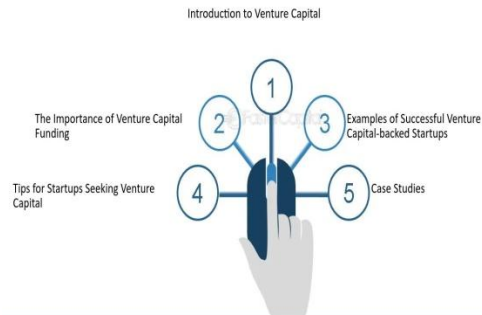 Introduction to Venture Capital
1
The Importance of Venture Capital
Funding
2
3
Examples of Successful Venture
Capital-backed Startups
Tips for Startups Seeking Venture
Capital
4
5
Case Studies